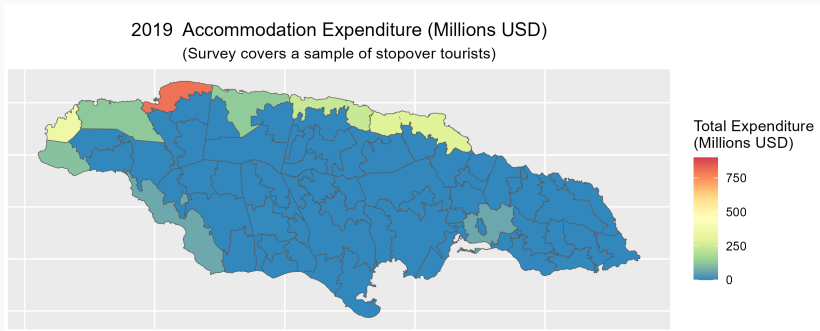 2019  Accommodation Expenditure (Millions USD)
(Survey covers a sample of stopover tourists)
Total Expenditure
(Millions USD)
750
500
250
0